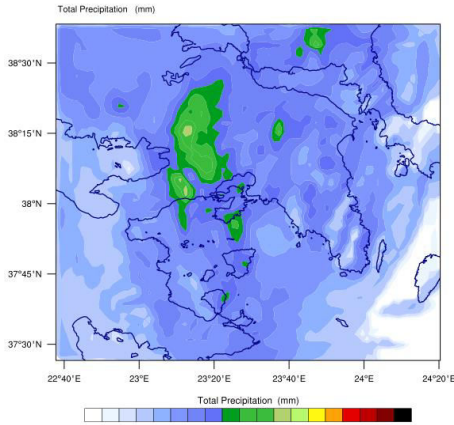 Total Precipitation (mm)
38°30'N
38°15'N
38°N
37°45'N
37°30'N
22°40'E 23°E 23°20'E 23°40'E 24°E 24°20'E
Total Precipitation (mm)